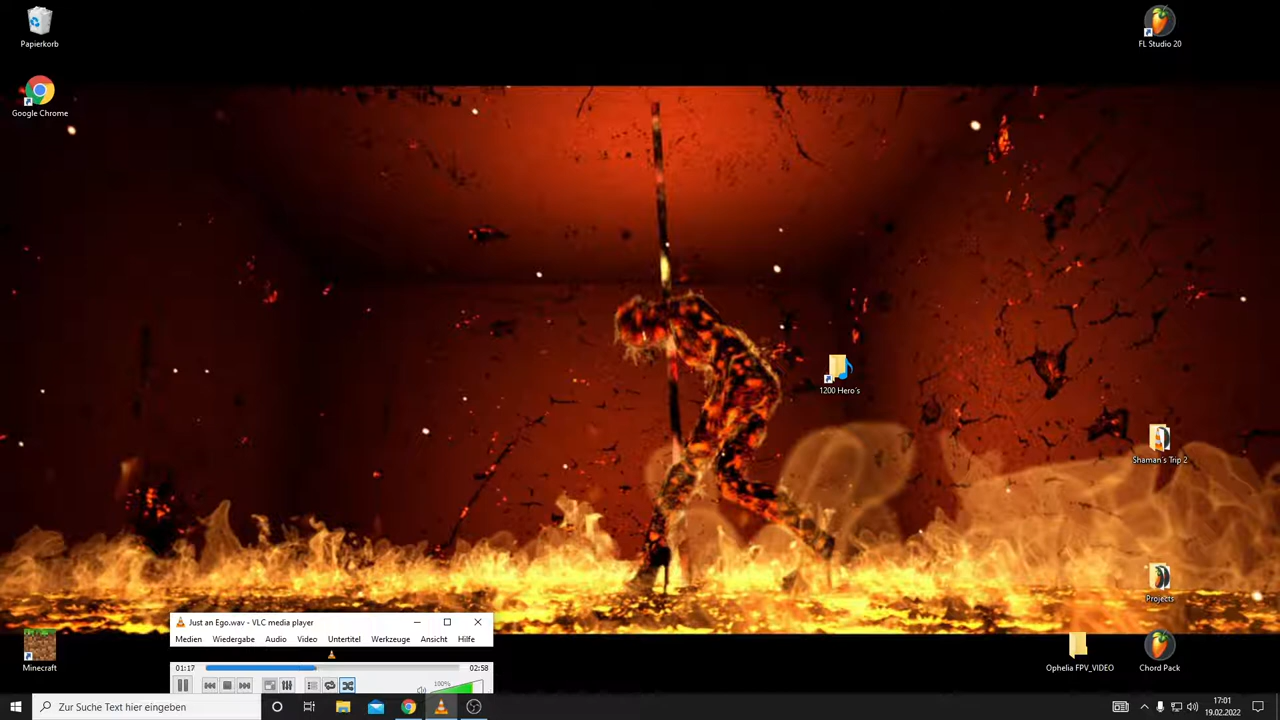 Papierkorb
FL Studio 20
Google Chrome
1200 Hero's
Shaman's Trip 2
Projects
Minecraft
Ophelia FPV_VIDEO
Chord Pack
Just an Ego.wav - VLC media player
Medien Wiedergabe Audio Video Untertitel Werkzeuge Ansicht Hilfe
01:17 02:58
100%
Zur Suche Text hier eingeben
17:01
19.02.2022